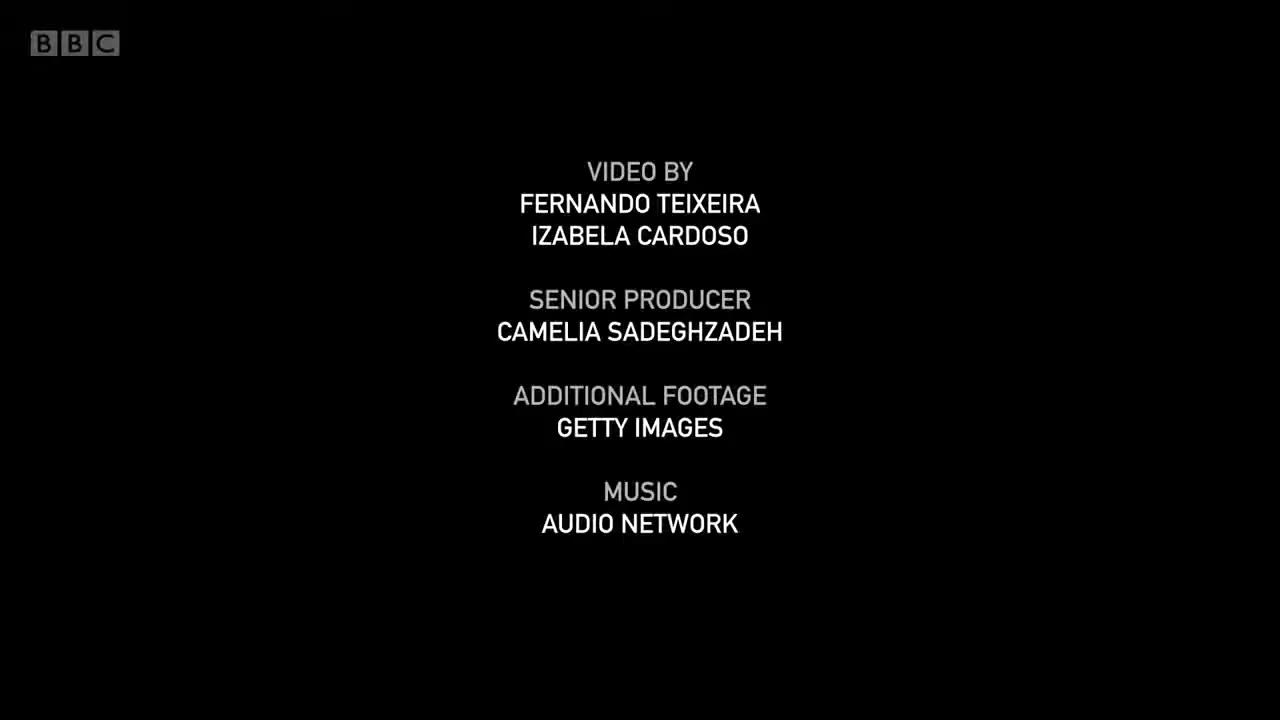 BBC
VIDEO BY
FERNANDO TEIXEIRA
IZABELA CARDOSO
SENIOR PRODUCER
CAMELIA SADEGHZADEH
ADDITIONAL FOOTAGE
GETTY IMAGES
MUSIC
AUDIO NETWORK